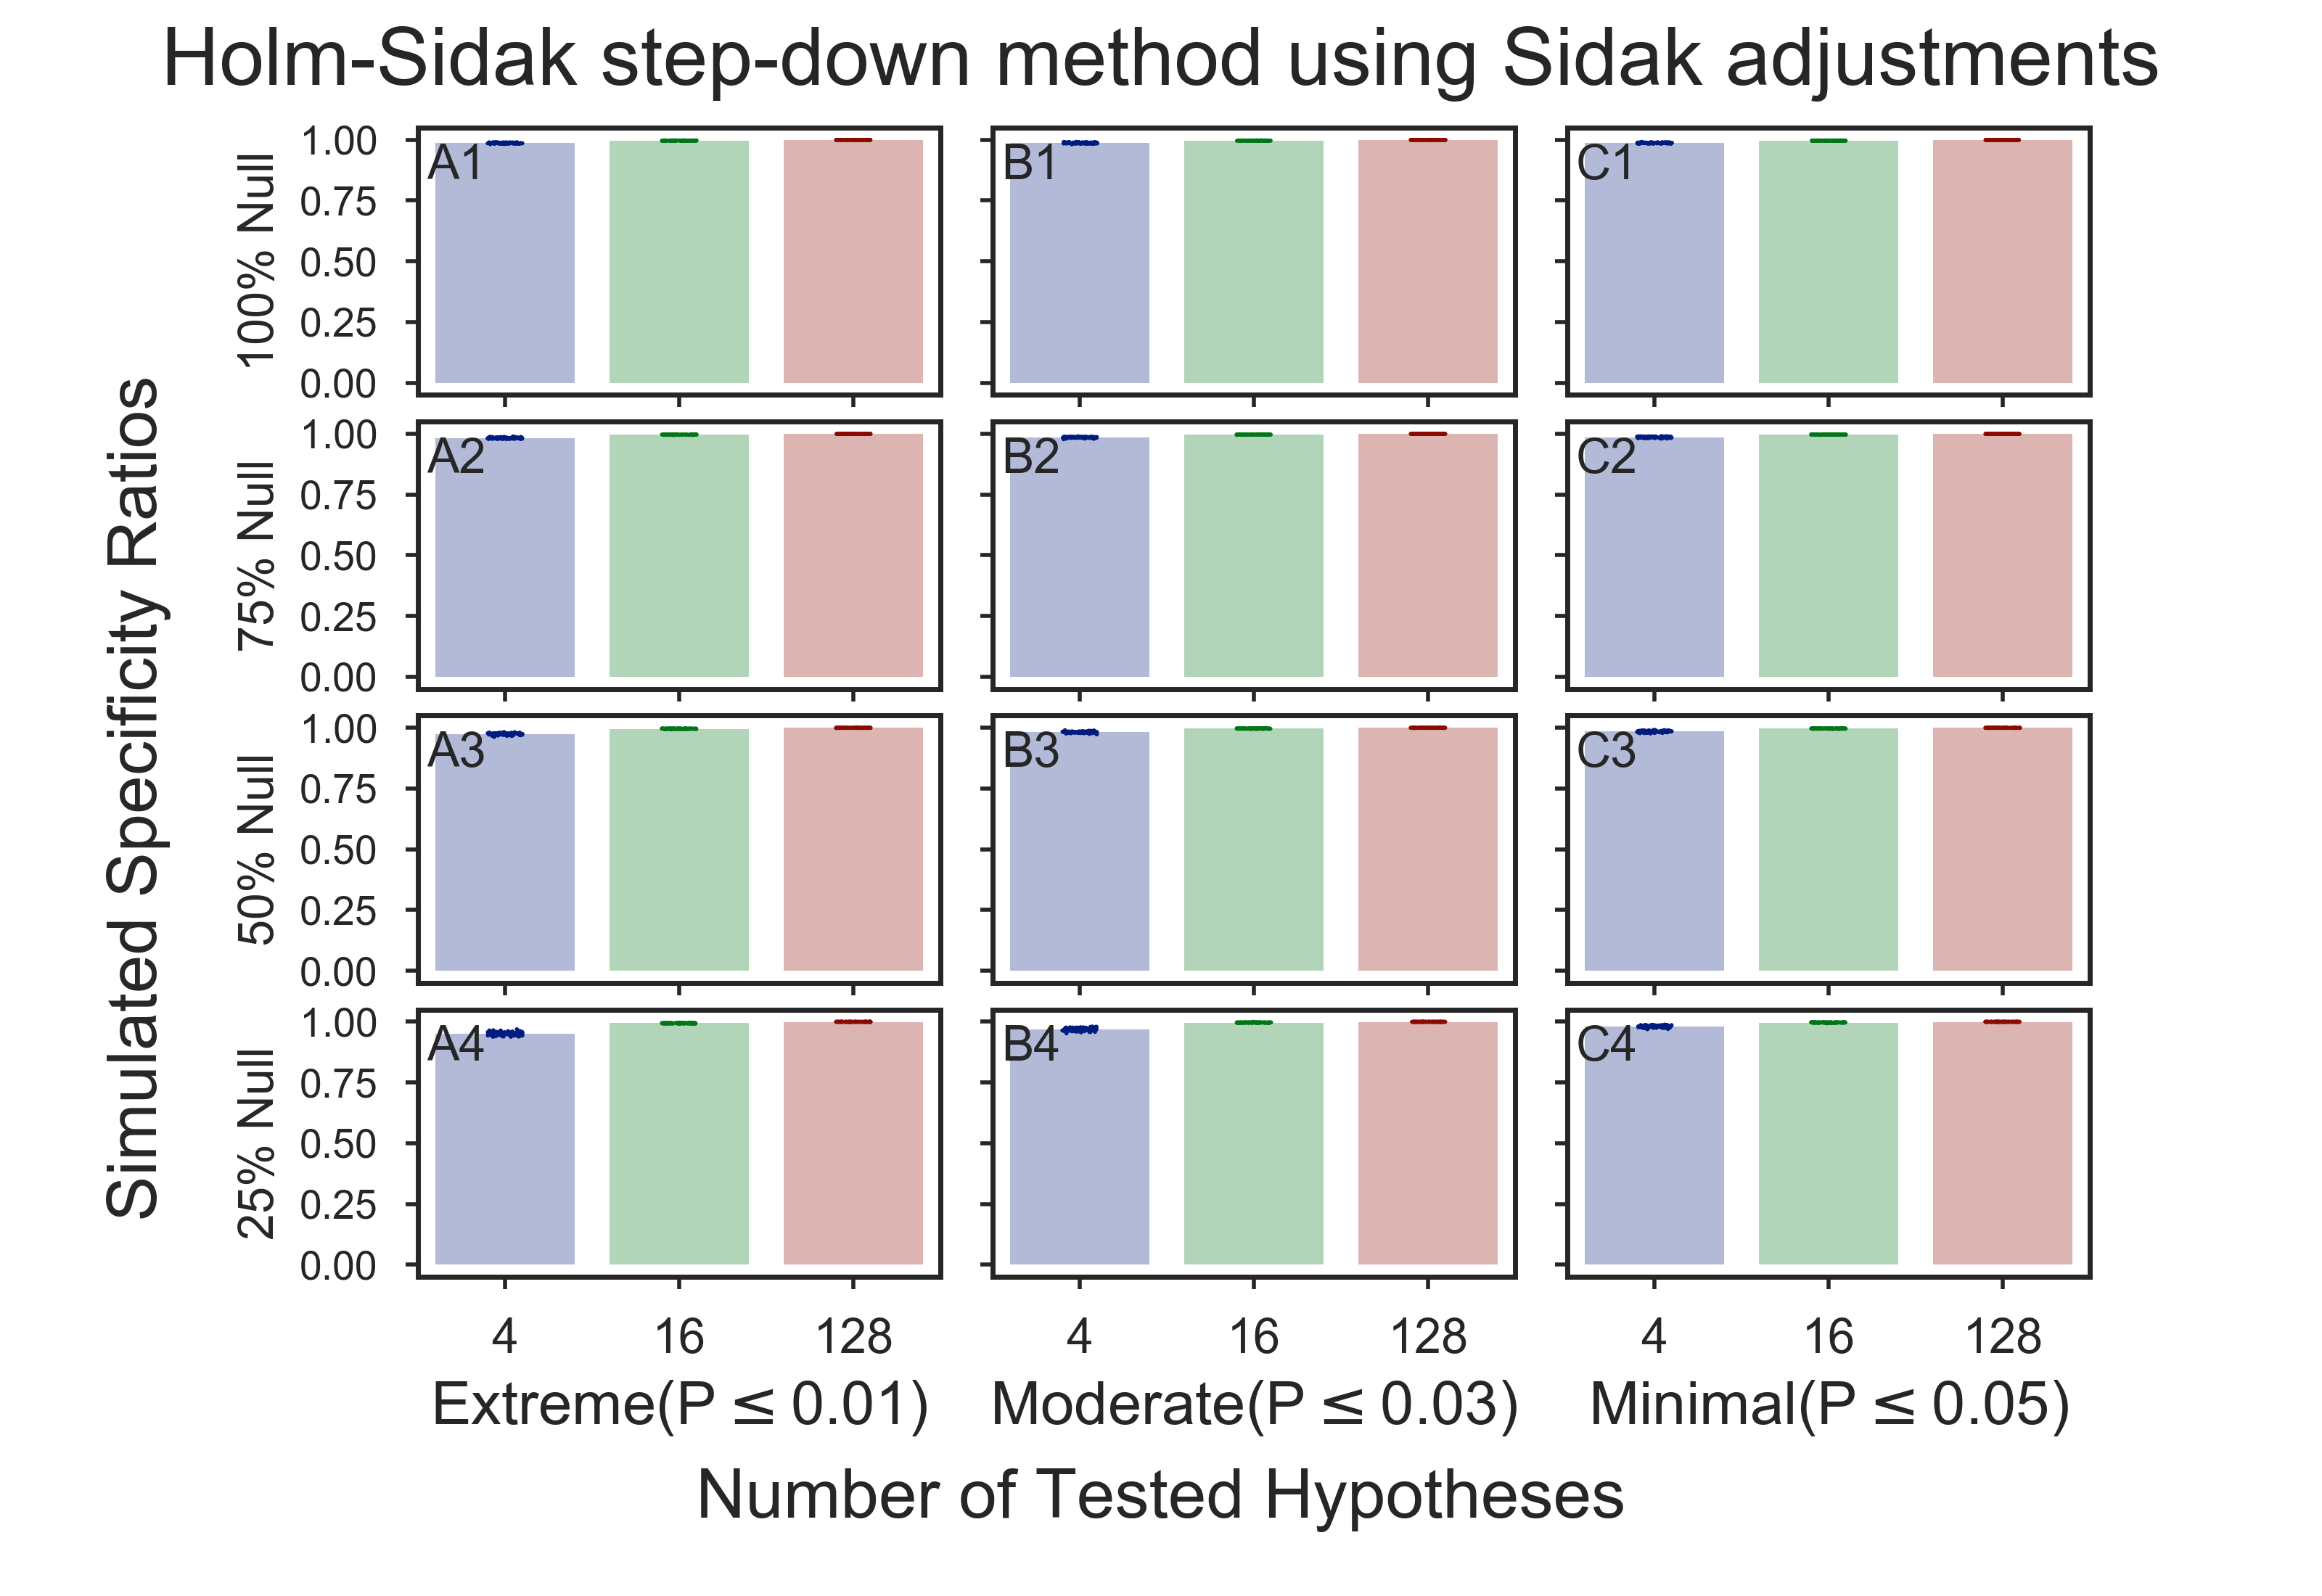 Holm-Sidak step-down method using Sidak adjustments
Simulated Specificity Ratios
100% Null
1.00
0.75
0.50
0.25
0.00
A1
B1
C1
75% Null
1.00
0.75
0.50
0.25
0.00
A2
B2
C2
50% Null
1.00
0.75
0.50
0.25
0.00
A3
B3
C3
25% Null
1.00
0.75
0.50
0.25
0.00
A4
B4
C4
4 16 128 4 16 128 4 16 128
Extreme(P ≤ 0.01) Moderate(P ≤ 0.03) Minimal(P ≤ 0.05)
Number of Tested Hypotheses